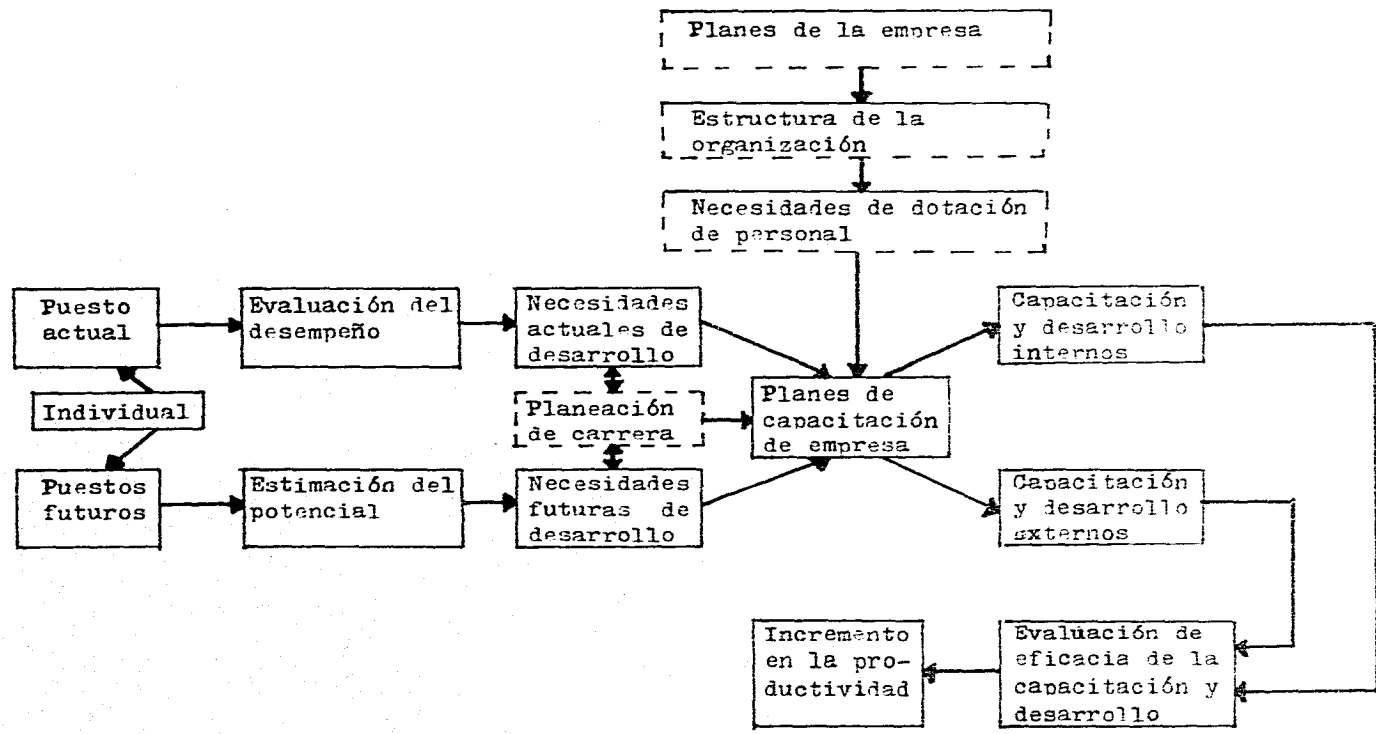 Planes de la empresa
Estructura de la
organización
Necesidades de dotación
de personal
Puesto
actual
Evaluación del
desempeño
Necesidades
actuales de
desarrollo
Capacitación
y desarrollo
internos
Individual
Planeación
de carrera
Planes de
capacitación
de empresa
Puestos
futuros
Estimación del
potencial
Necesidades
futuras de
desarrollo
Capacitación
y desarrollo
externos
Incremento
en la pro-
ductividad
Evaluación de
eficacia de la
capacitación y
desarrollo